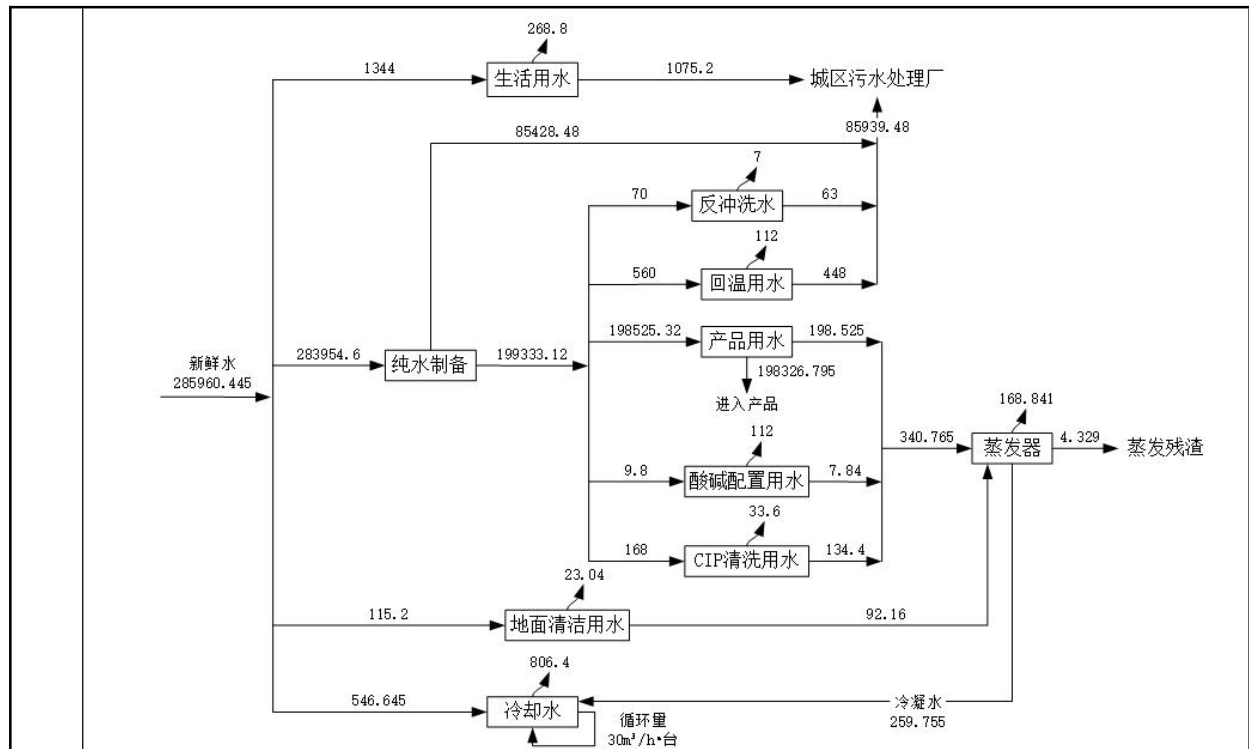 268.8
1344
生活用水
1075.2
城区污水处理厂
85428.48
85939.48
7
70
反冲洗水
63
112
560
回温用水
448
198525.32
产品用水
198.525
新鲜水
285960.445
283954.6
纯水制备
199333.12
198326.795
进入产品
168.841
340.765
蒸发器
4.329
蒸发残渣
112
9.8
酸碱配置用水
7.84
33.6
168
CIP清洗用水
134.4
23.04
115.2
地面清洁用水
92.16
806.4
546.645
冷却水
冷凝水
259.755
循环量
30m³/h•台